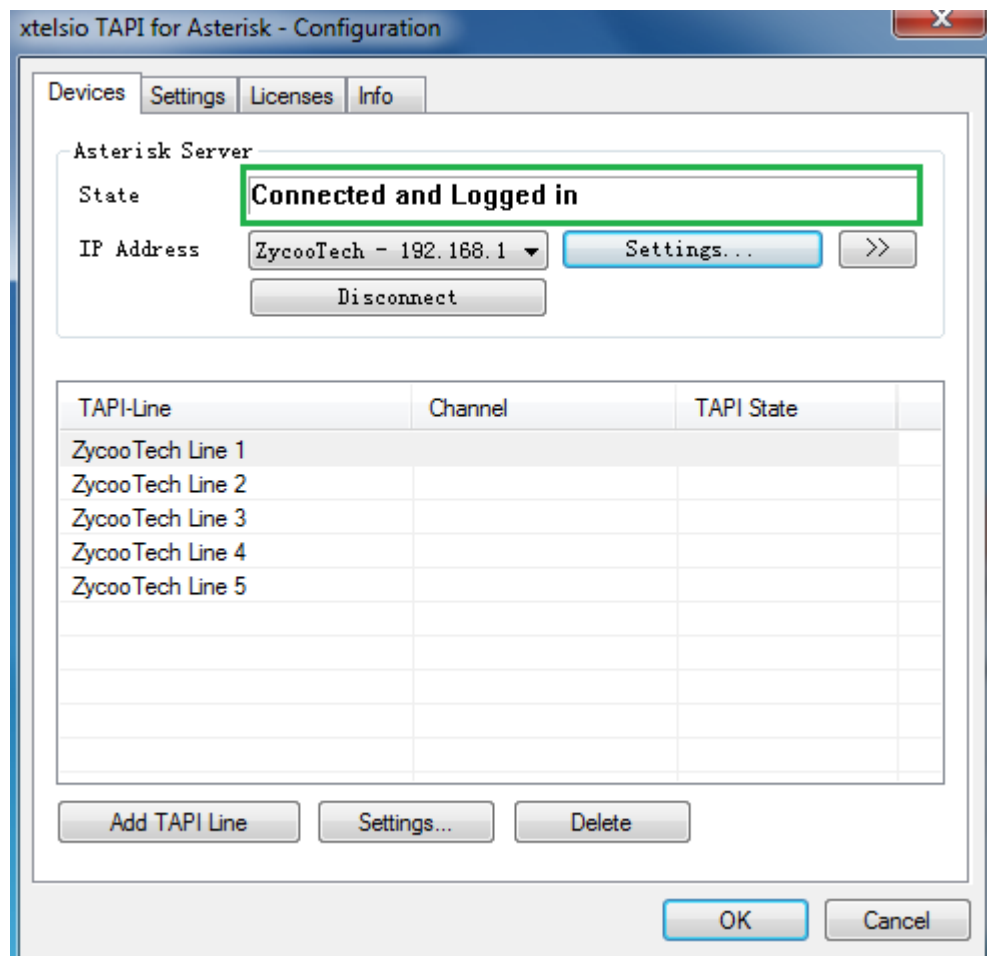 xtelsio TAPI for Asterisk - Configuration
Devices Settings Licenses Info
Asterisk Server
State Connected and Logged in
IP Address ZycooTech - 192.168.1 Settings... >>
Disconnect
TAPI-Line Channel TAPI State
ZycooTech Line 1
ZycooTech Line 2
ZycooTech Line 3
ZycooTech Line 4
ZycooTech Line 5
Add TAPI Line Settings... Delete
OK Cancel